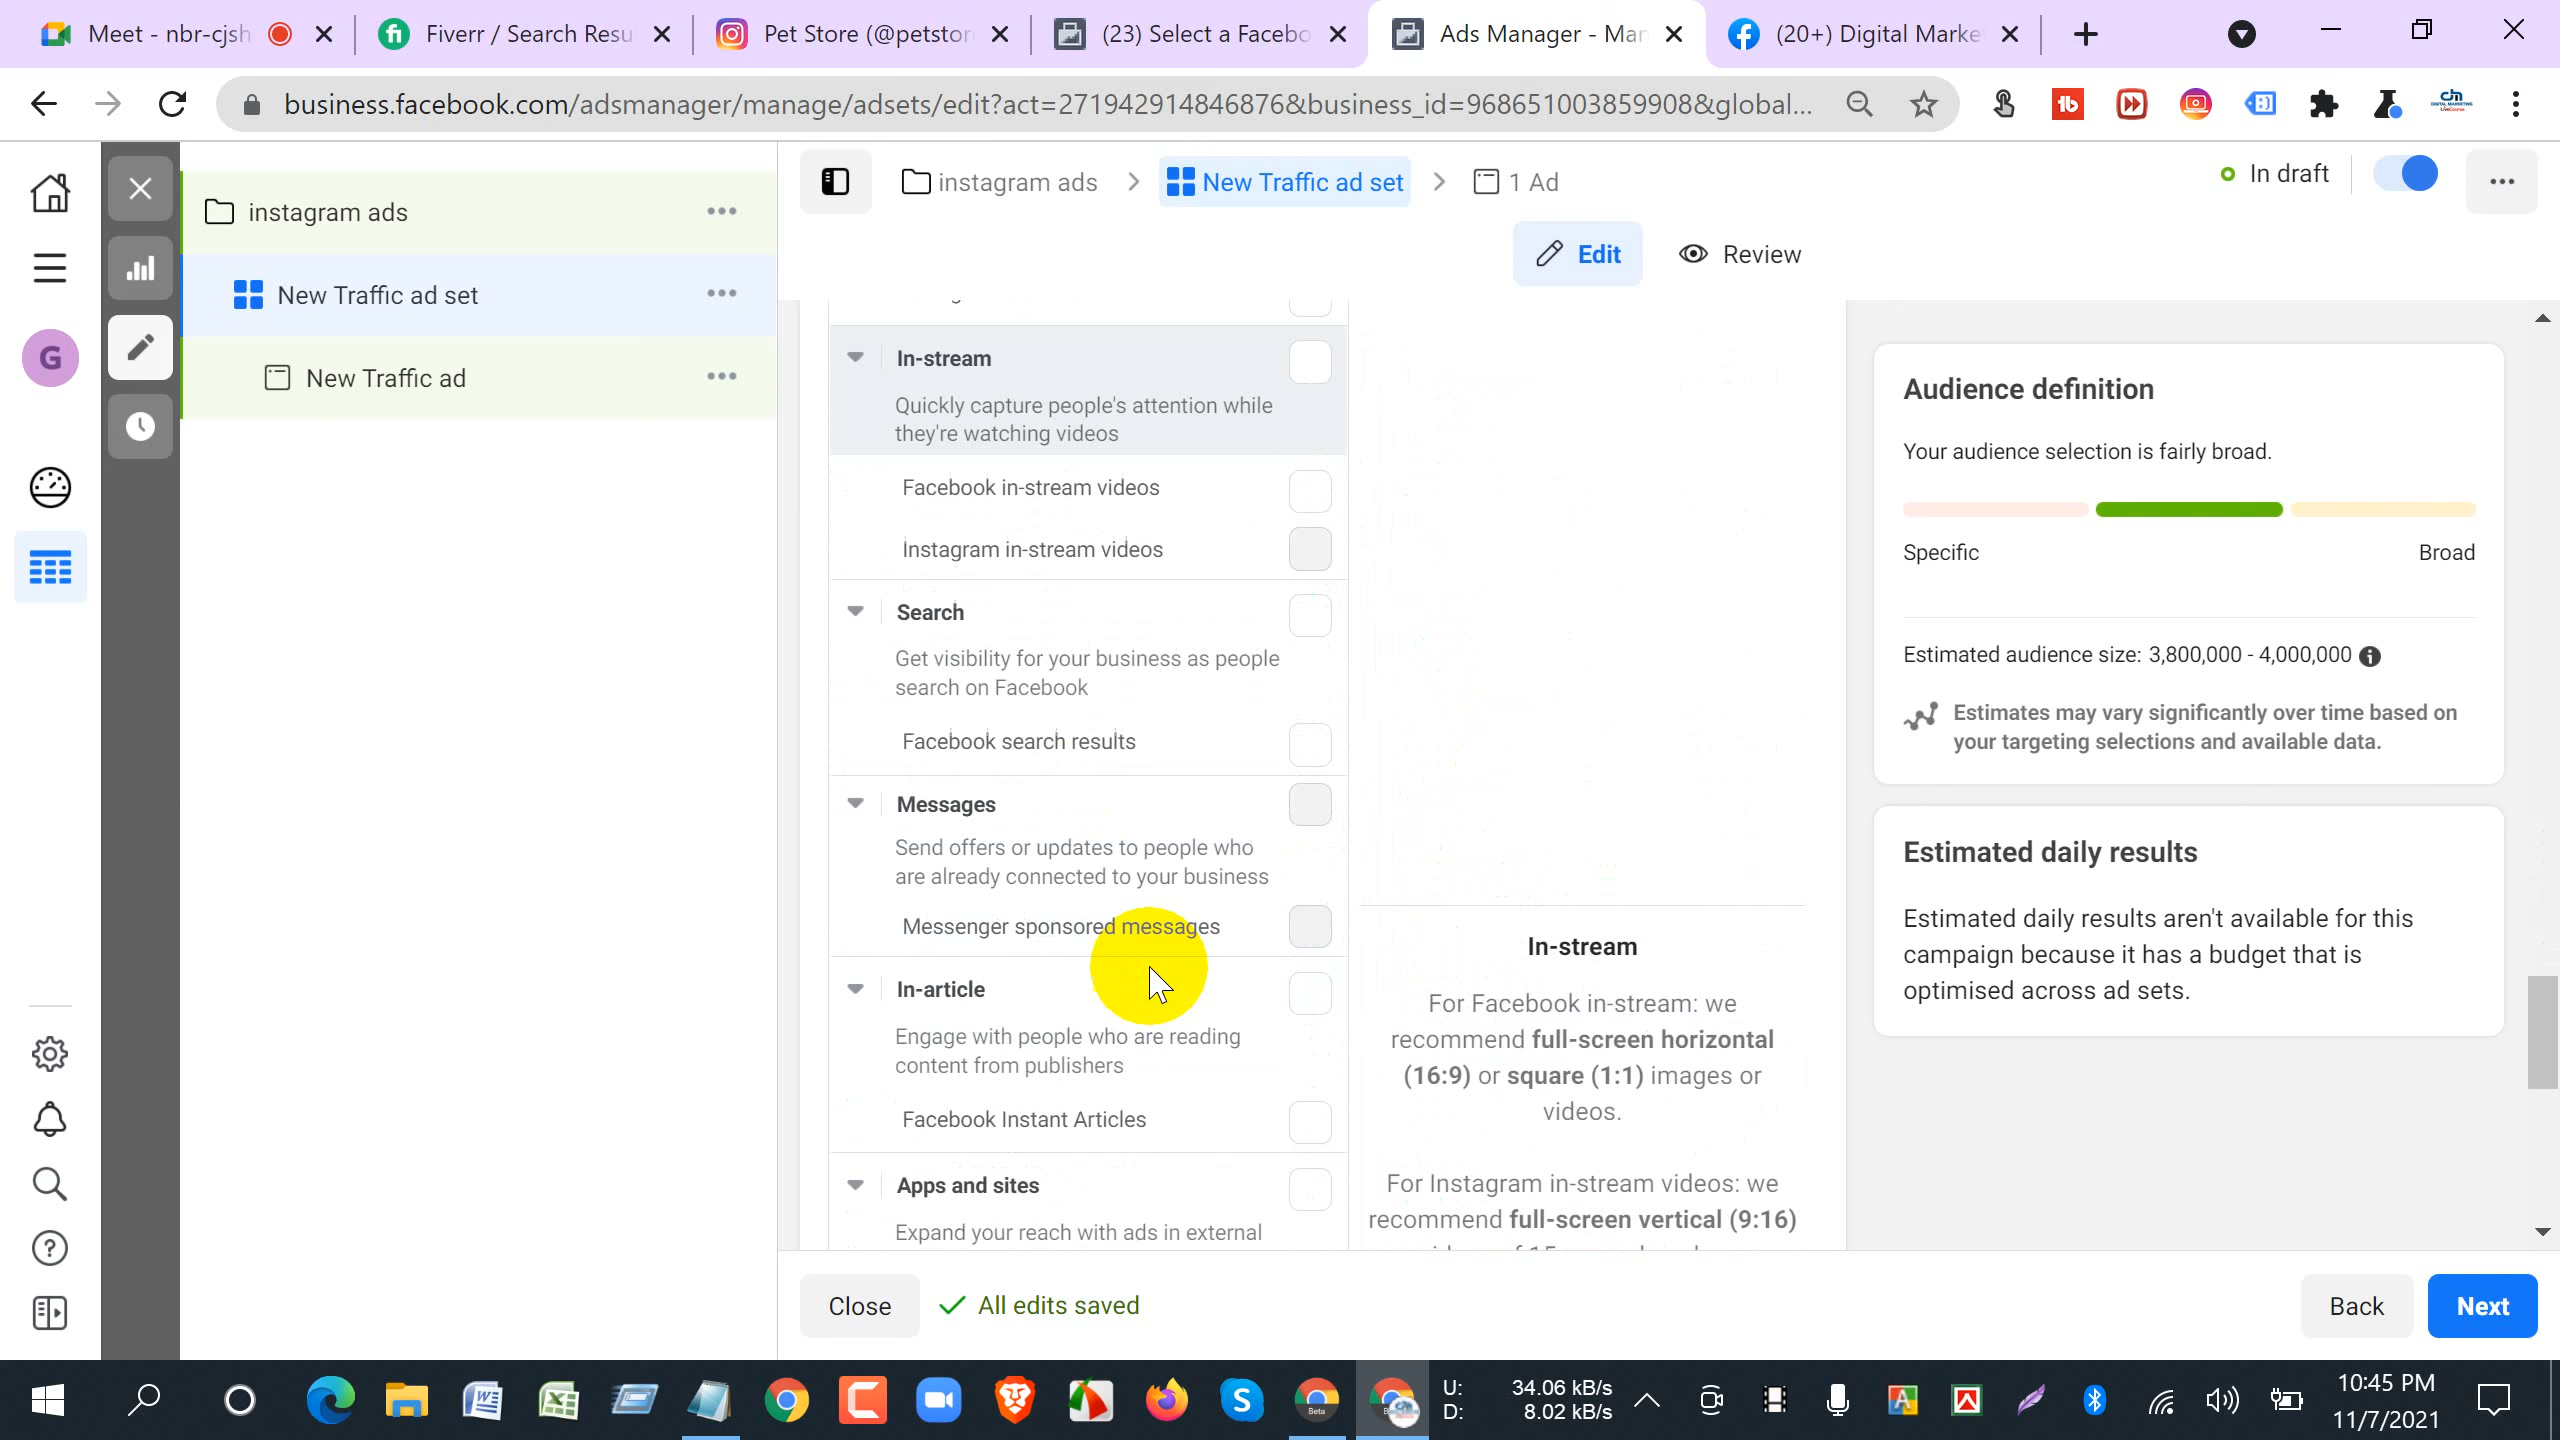 Meet - nbr-cjsh
Fiverr / Search Resu
Pet Store (@petstor
(23) Select a Facebo
Ads Manager - Mar
(20+) Digital Marke
business.facebook.com/adsmanager/manage/adsets/edit?act=271942914846876&business_id=968651003859908&global...
instagram ads
New Traffic ad set
1 Ad
In draft
Edit
Review
G
instagram ads
New Traffic ad set
New Traffic ad
In-stream
Quickly capture people's attention while
they're watching videos
Facebook in-stream videos
Instagram in-stream videos
Search
Get visibility for your business as people
search on Facebook
Facebook search results
Messages
Send offers or updates to people who
are already connected to your business
Messenger sponsored messages
In-article
Engage with people who are reading
content from publishers
Facebook Instant Articles
Apps and sites
Expand your reach with ads in external
In-stream
For Facebook in-stream: we
recommend full-screen horizontal
(16:9) or square (1:1) images or
videos.
For Instagram in-stream videos: we
recommend full-screen vertical (9:16)
Audience definition
Your audience selection is fairly broad.
Specific
Broad
Estimated audience size: 3,800,000 - 4,000,000
Estimates may vary significantly over time based on
your targeting selections and available data.
Estimated daily results
Estimated daily results aren't available for this
campaign because it has a budget that is
optimised across ad sets.
Close
All edits saved
Back
Next
U: 34.06 kB/s
D: 8.02 kB/s
10:45 PM
11/7/2021